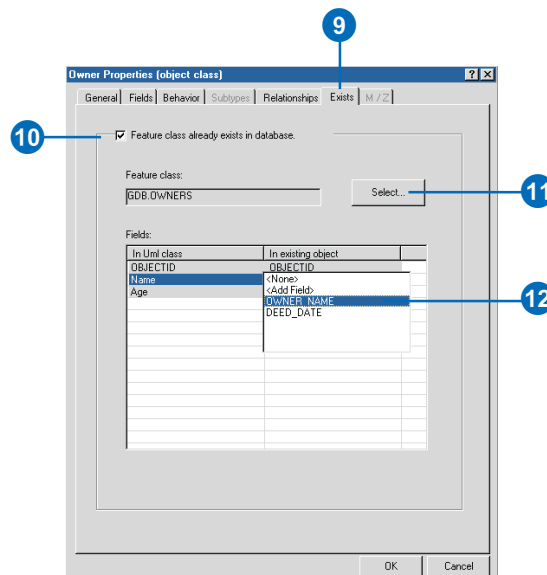 9
Owner Properties (object class)
General Fields Behavior Subtypes Relationships Exists M / Z
10
Feature class already exists in database.
Feature class:
GDB.OWNERS
Select...
11
Fields:
In Uml class In existing object
OBJECTID OBJECTID
Name <None>
Age <Add Field>
OWNER_NAME
12
DEED_DATE
OK Cancel